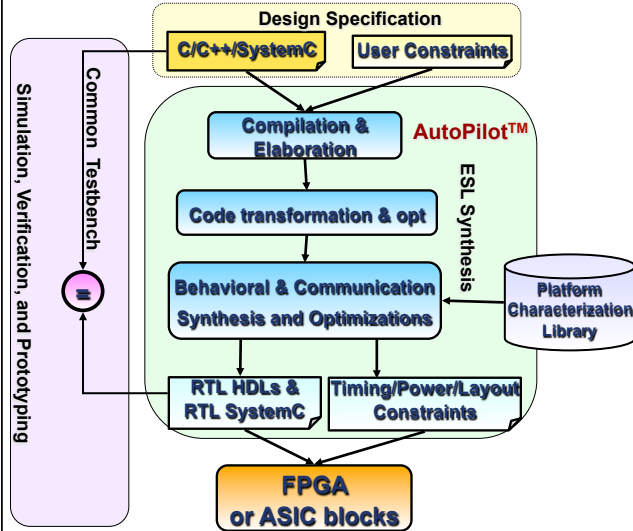 Design Specification
C/C++/SystemC
User Constraints
Simulation, Verification, and Prototyping
Common Testbench
=
AutoPilot™
Compilation &
Elaboration
Code transformation & opt
ESL Synthesis
Behavioral & Communication
Synthesis and Optimizations
Platform
Characterization
Library
RTL HDLs &
RTL SystemC
Timing/Power/Layout
Constraints
FPGA
or ASIC blocks